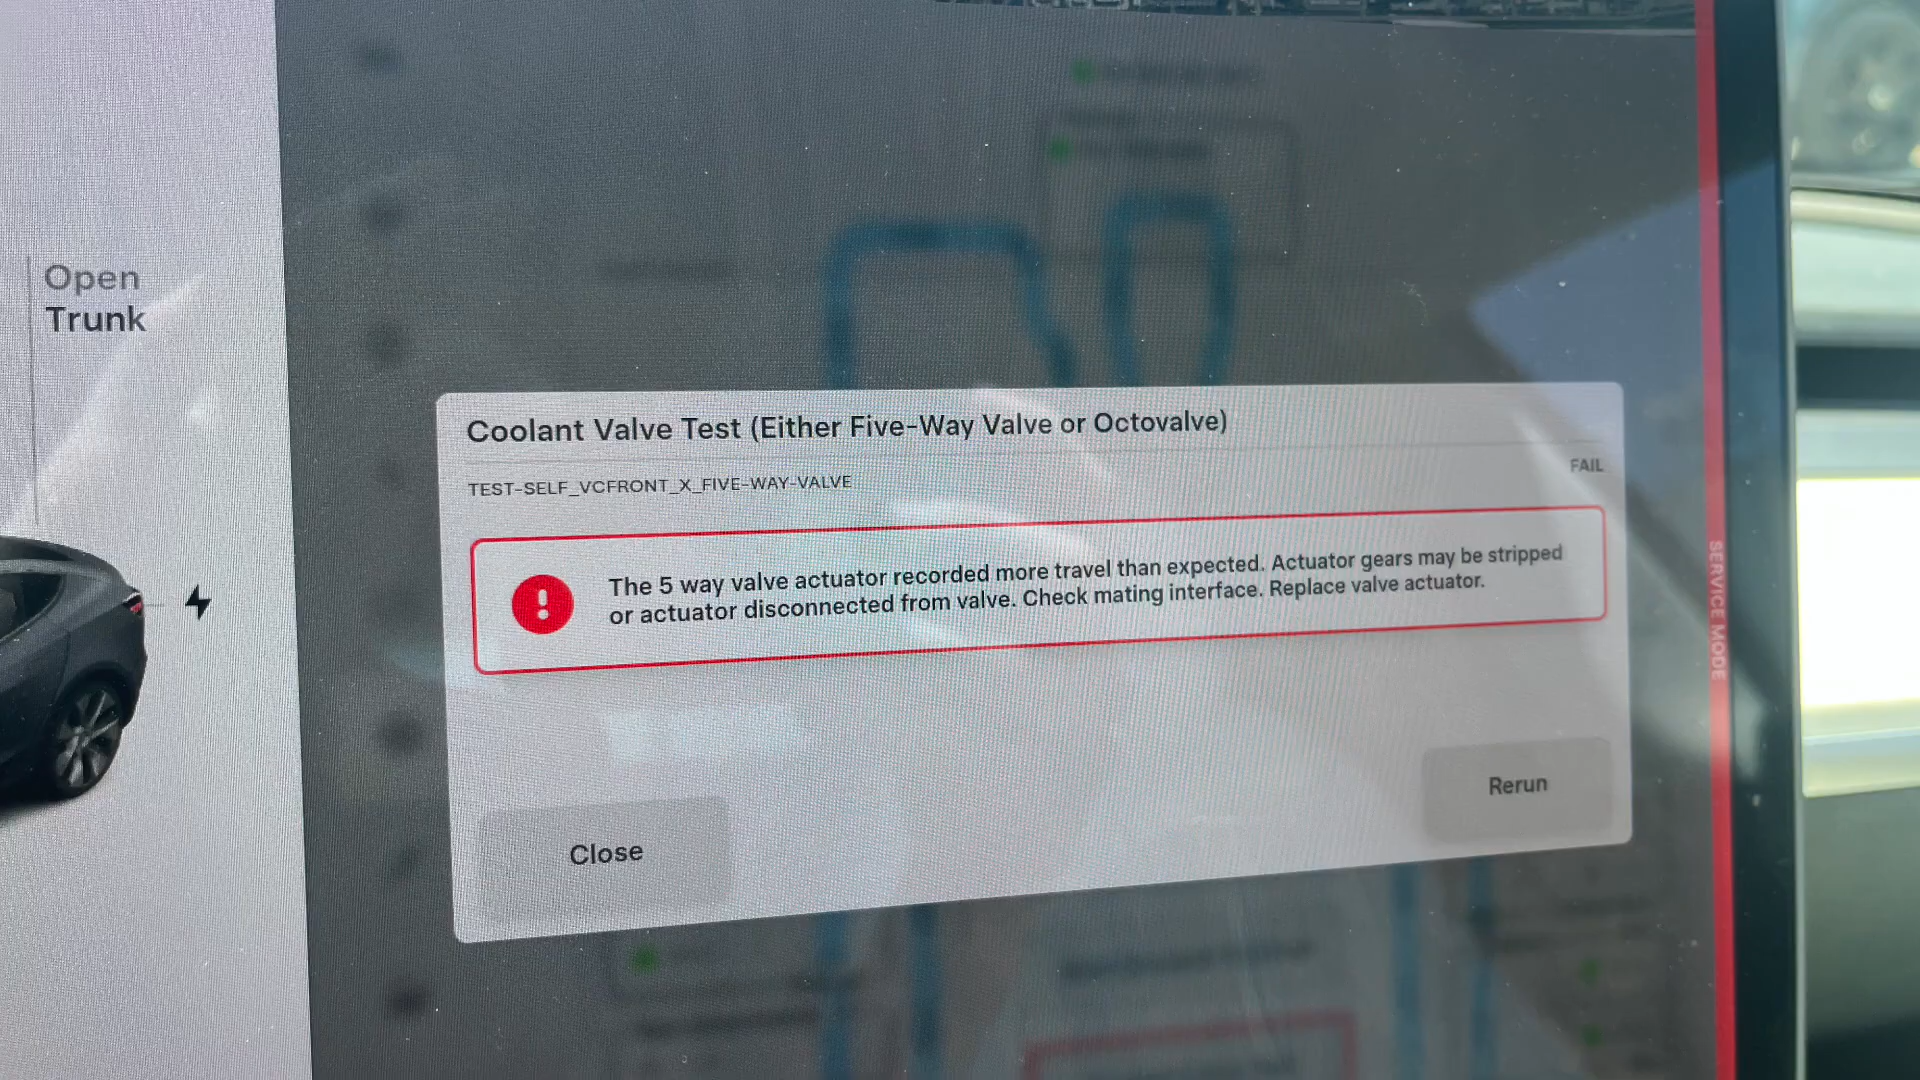 Open
Trunk
Coolant Valve Test (Either Five-Way Valve or Octovalve)
FAIL
TEST-SELF_VCFRONT_X_FIVE-WAY-VALVE
The 5 way valve actuator recorded more travel than expected. Actuator gears may be stripped
or actuator disconnected from valve. Check mating interface. Replace valve actuator.
Rerun
Close
SERVICE MODE